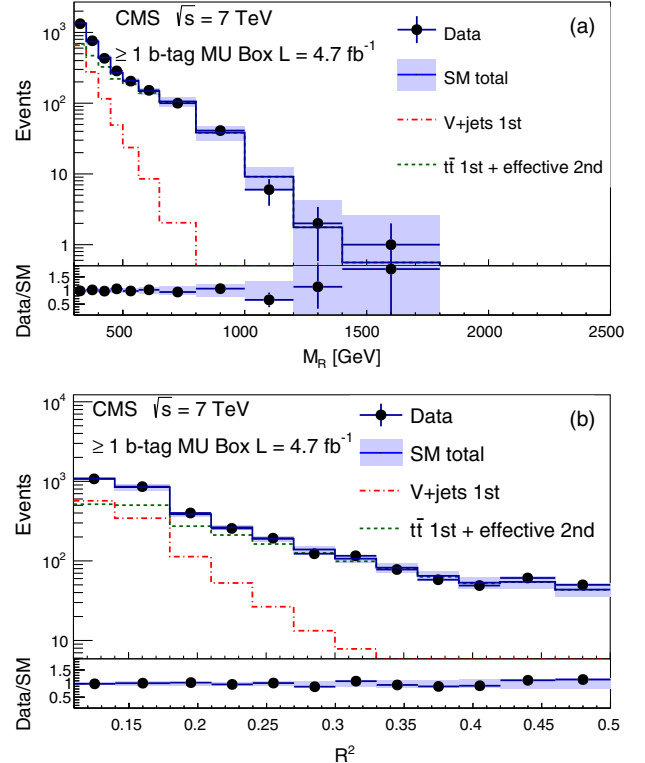 10³
CMS √s = 7 TeV
(a)
≥ 1 b-tag MU Box L = 4.7 fb⁻¹
Data
SM total
V+jets 1st
tt̄ 1st + effective 2nd
Events
10²
10
1
Data/SM
1.5
1
0.5
500 1000 1500 2000 2500
M_R [GeV]
10⁴
CMS √s = 7 TeV
(b)
≥ 1 b-tag MU Box L = 4.7 fb⁻¹
Data
SM total
V+jets 1st
tt̄ 1st + effective 2nd
10³
Events
10²
10
Data/SM
1.5
1
0.5
0.15 0.2 0.25 0.3 0.35 0.4 0.45 0.5
R²